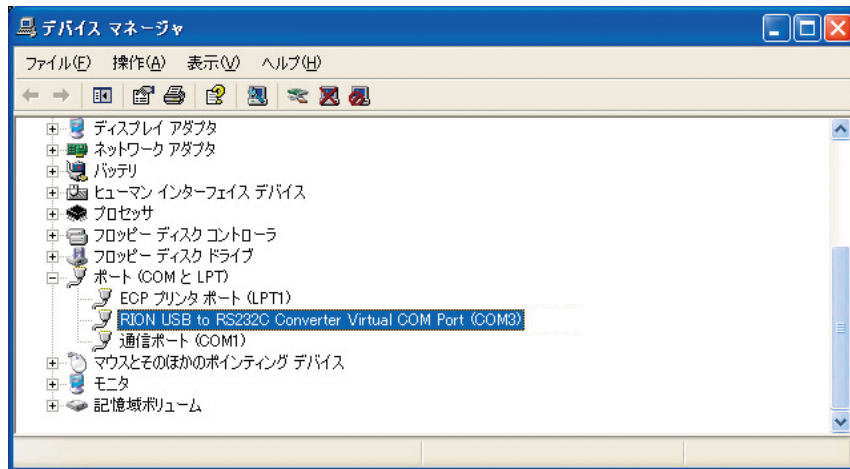 デバイス マネージャ
ファイル(F) 操作(A) 表示(V) ヘルプ(H)
ディスプレイ アダプタ
ネットワーク アダプタ
バッテリ
ヒューマン インターフェイス デバイス
プロセッサ
フロッピー ディスク コントローラ
フロッピー ディスク ドライブ
ポート (COM と LPT)
ECP プリンタ ポート (LPT1)
RION USB to RS232C Converter Virtual COM Port (COM3)
通信ポート (COM1)
マウスとそのほかのポインティング デバイス
モニタ
記憶域ボリューム